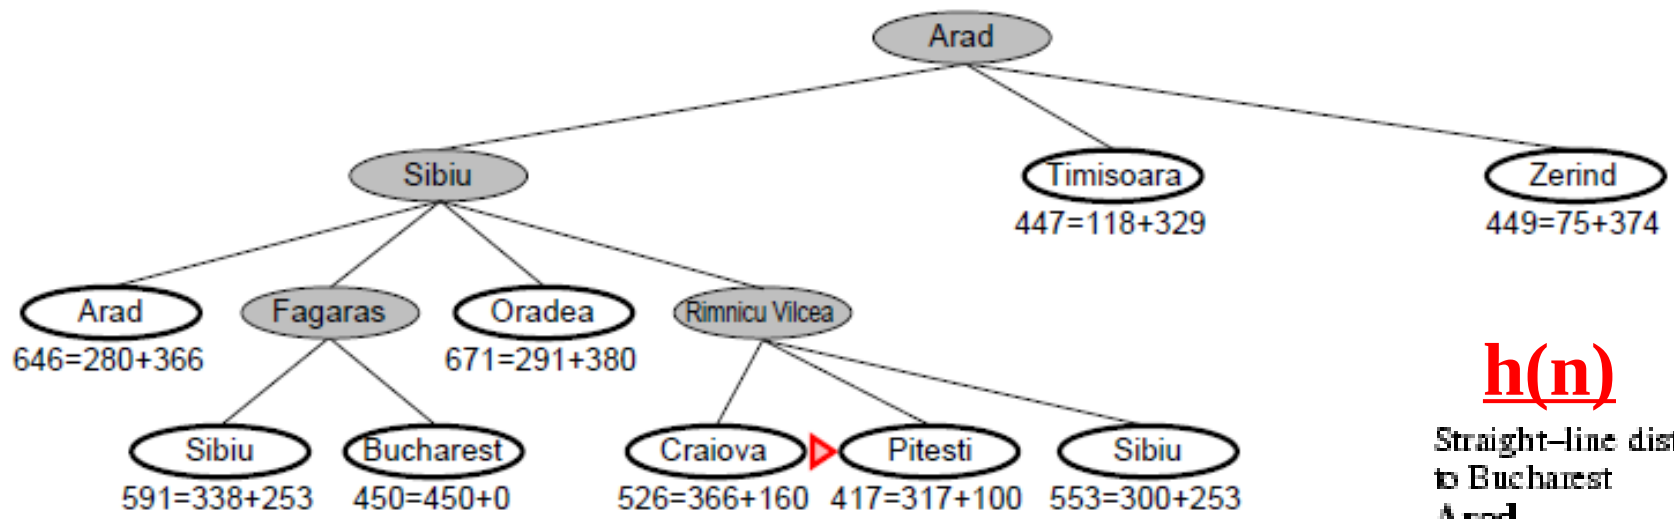 Arad
Sibiu
Timisoara
Zerind
447=118+329
449=75+374
Arad
Fagaras
Oradea
Rimnicu Vilcea
646=280+366
671=291+380
h(n)
Sibiu
Bucharest
Craiova
Pitesti
Sibiu
591=338+253
450=450+0
526=366+160
417=317+100
553=300+253
Straight–line dist
to Bucharest
Arad